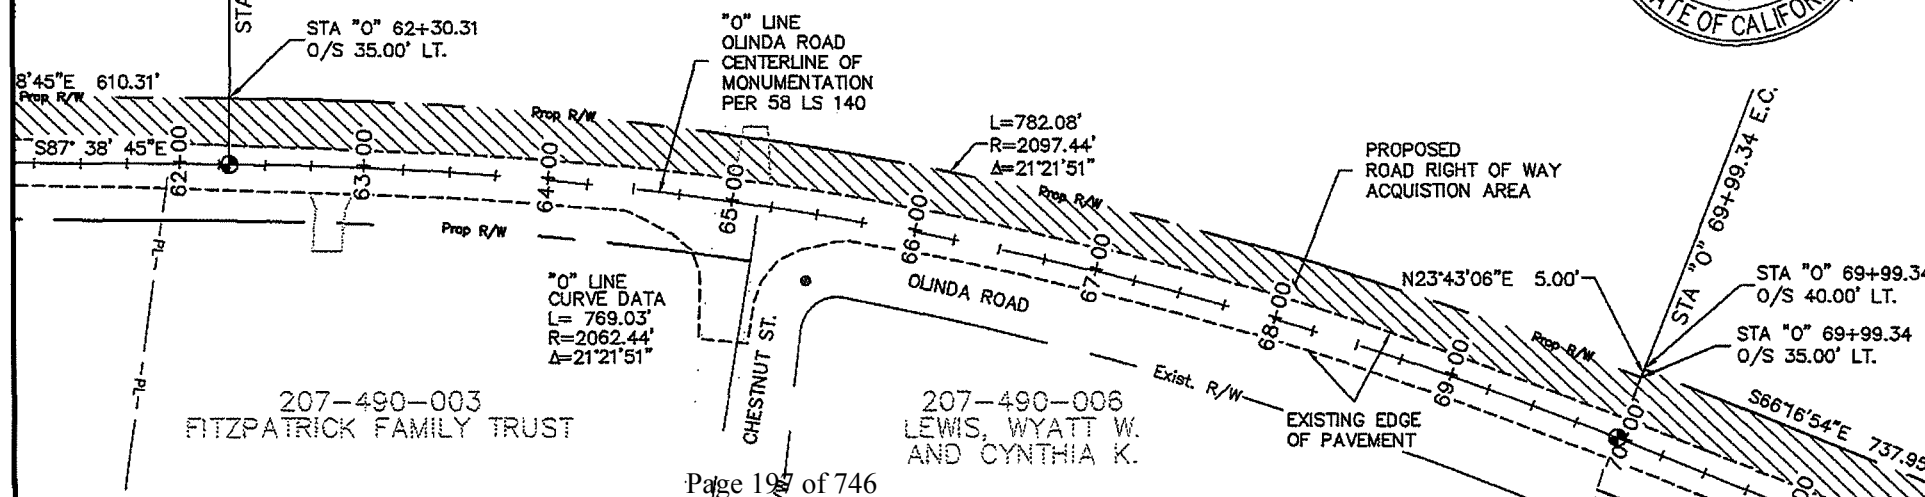 STA
STA "O" 62+30.31
O/S 35.00' LT.
"O" LINE
OLINDA ROAD
CENTERLINE OF
MONUMENTATION
PER 58 LS 140
ATE OF CALIFOR
8'45"E 610.31'
Prop R/W
S87° 38' 45"E
62+00
63+00
64+00
65+00
66+00
67+00
68+00
69+00
70+00
Prop R/W
L=782.08'
R=2097.44'
Δ=21°21'51"
Prop R/W
PROPOSED
ROAD RIGHT OF WAY
ACQUISTION AREA
STA "O" 69+99.34 E.C.
N23°43'06"E 5.00'
STA "O" 69+99.34
O/S 40.00' LT.
STA "O" 69+99.34
O/S 35.00' LT.
Prop R/W
Prop R/W
S66°16'54"E 737.95
PL
PL
"O" LINE
CURVE DATA
L= 769.03'
R=2062.44'
Δ=21°21'51"
OLINDA ROAD
CHESTNUT ST.
Exist. R/W
EXISTING EDGE
OF PAVEMENT
207-490-003
FITZPATRICK FAMILY TRUST
207-490-006
LEWIS, WYATT W.
AND CYNTHIA K.
Page 197 of 746